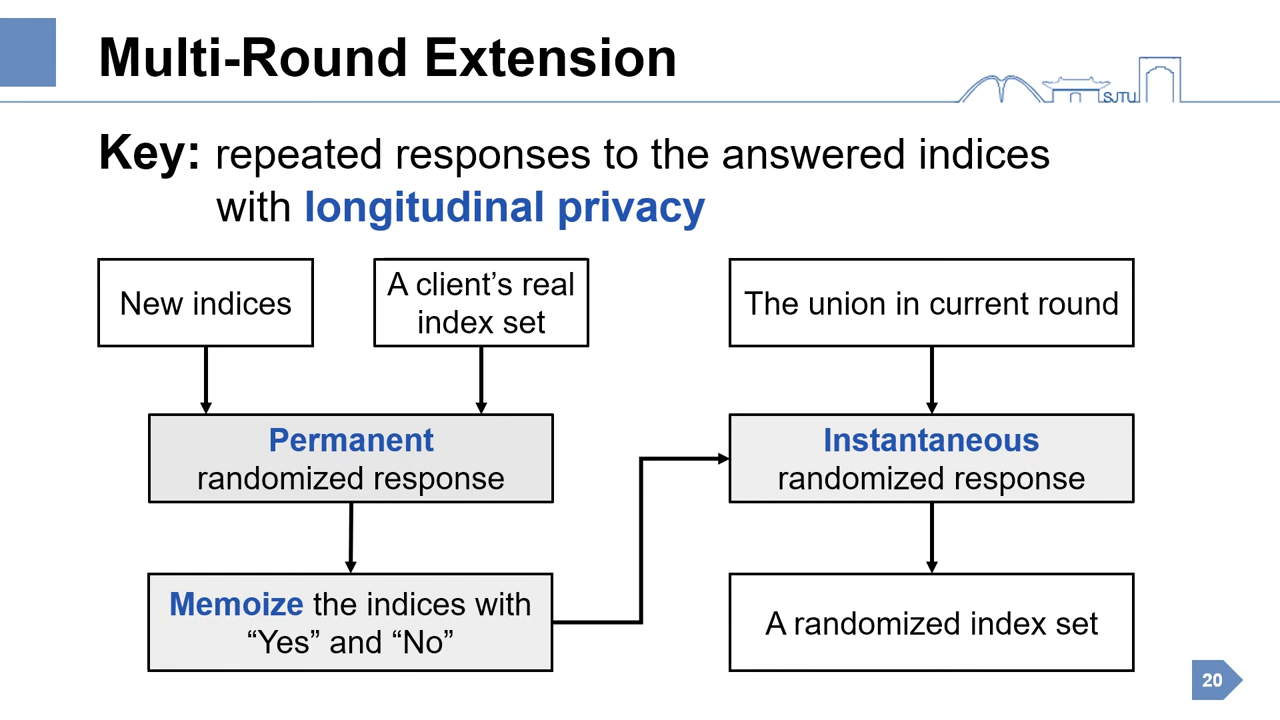 Multi-Round Extension
SJTU
Key: repeated responses to the answered indices
with longitudinal privacy
New indices
A client’s real
index set
The union in current round
Permanent
randomized response
Instantaneous
randomized response
Memoize the indices with
“Yes” and “No”
A randomized index set
20